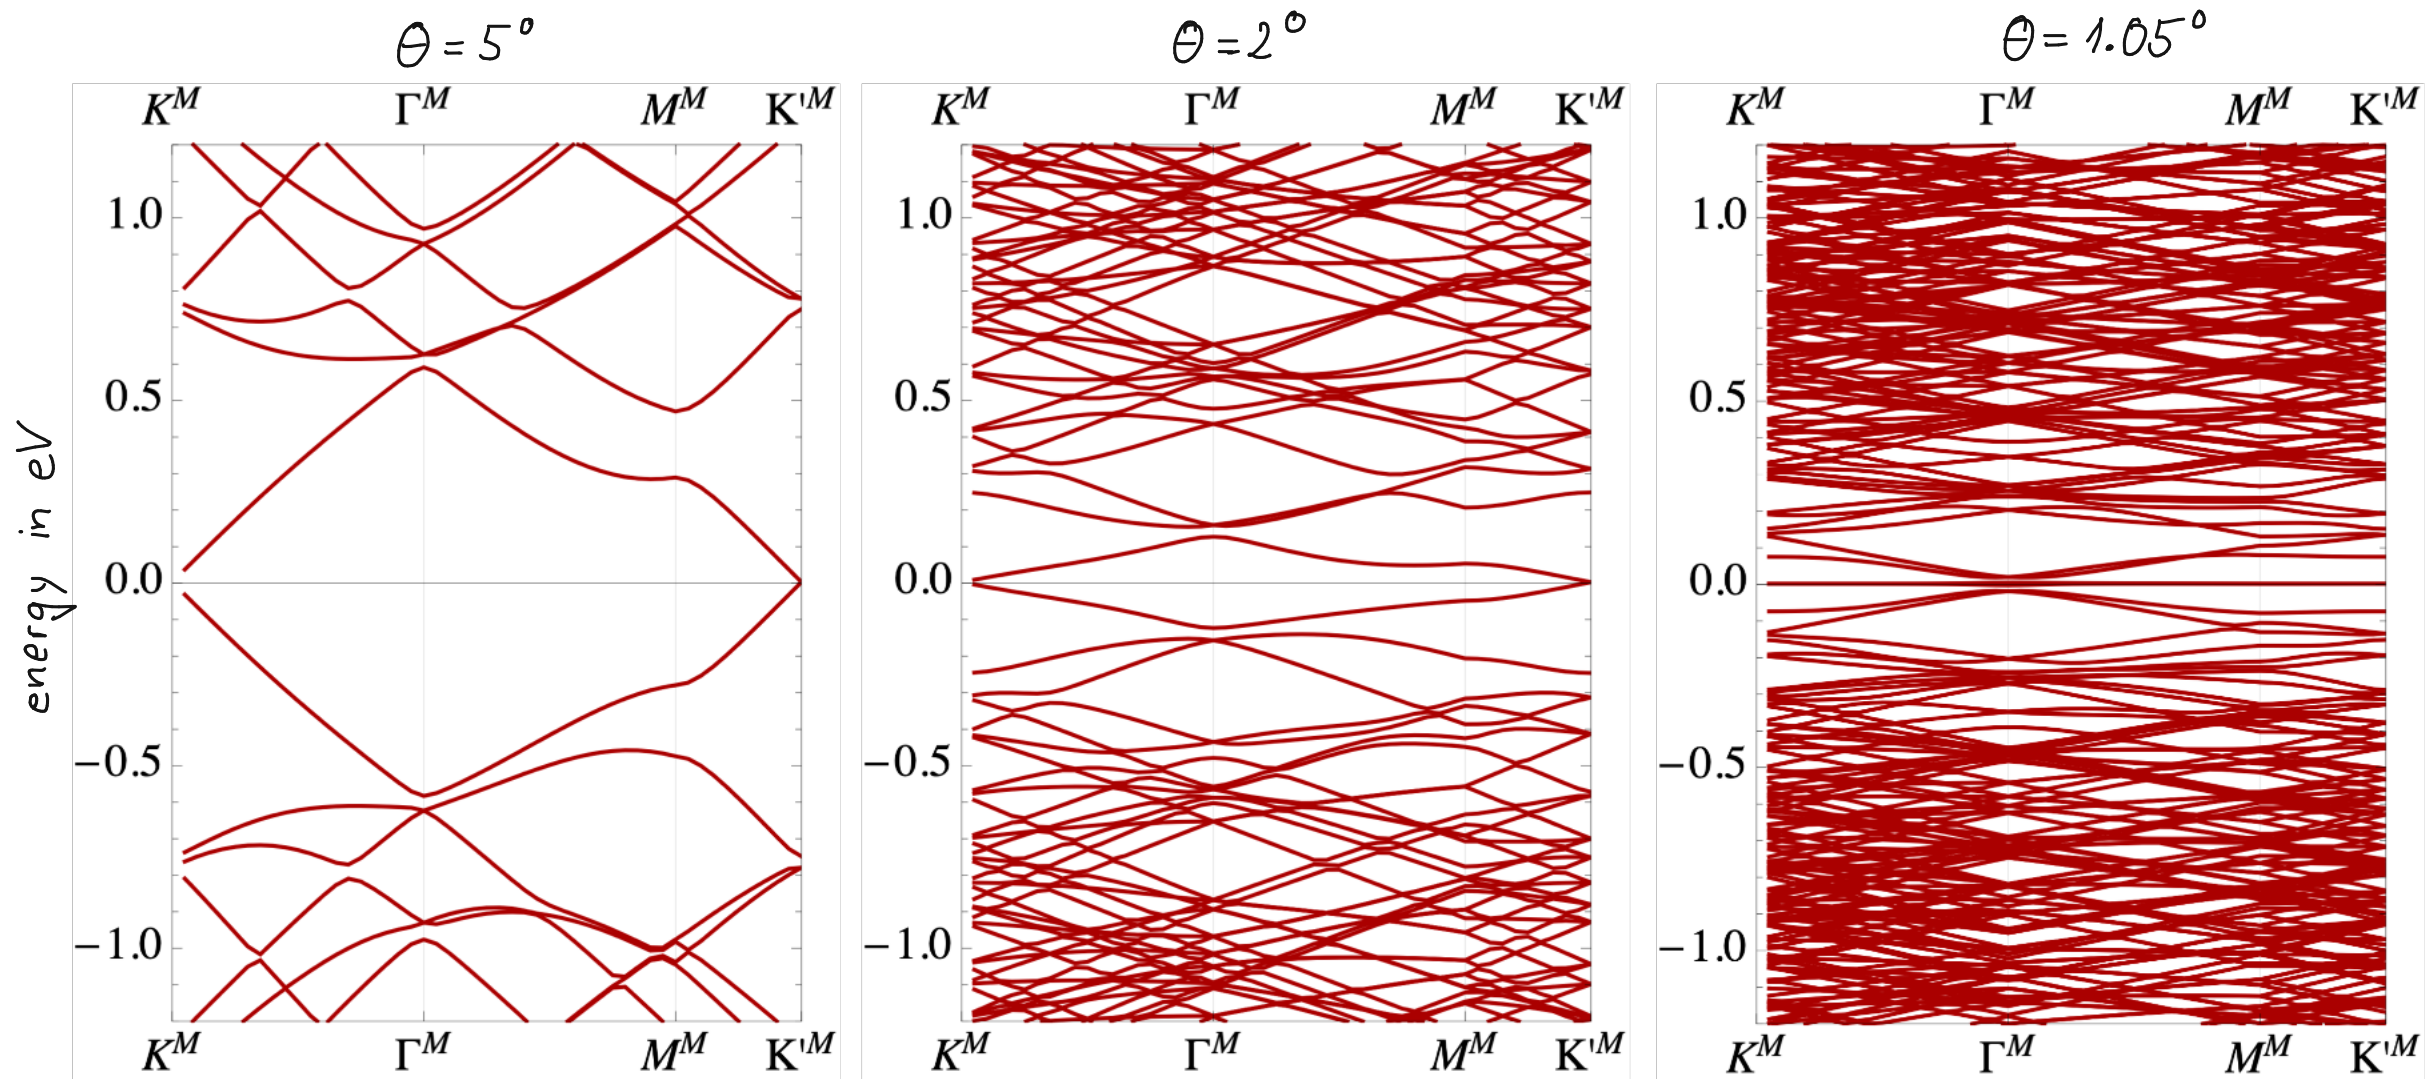 θ = 5° θ = 2° θ = 1.05°
K^M Γ^M M^M K'^M K^M Γ^M M^M K'^M K^M Γ^M M^M K'^M
1.0 1.0 1.0
0.5 0.5 0.5
energy in eV
0.0 0.0 0.0
−0.5 −0.5 −0.5
−1.0 −1.0 −1.0
K^M Γ^M M^M K'^M K^M Γ^M M^M K'^M K^M Γ^M M^M K'^M